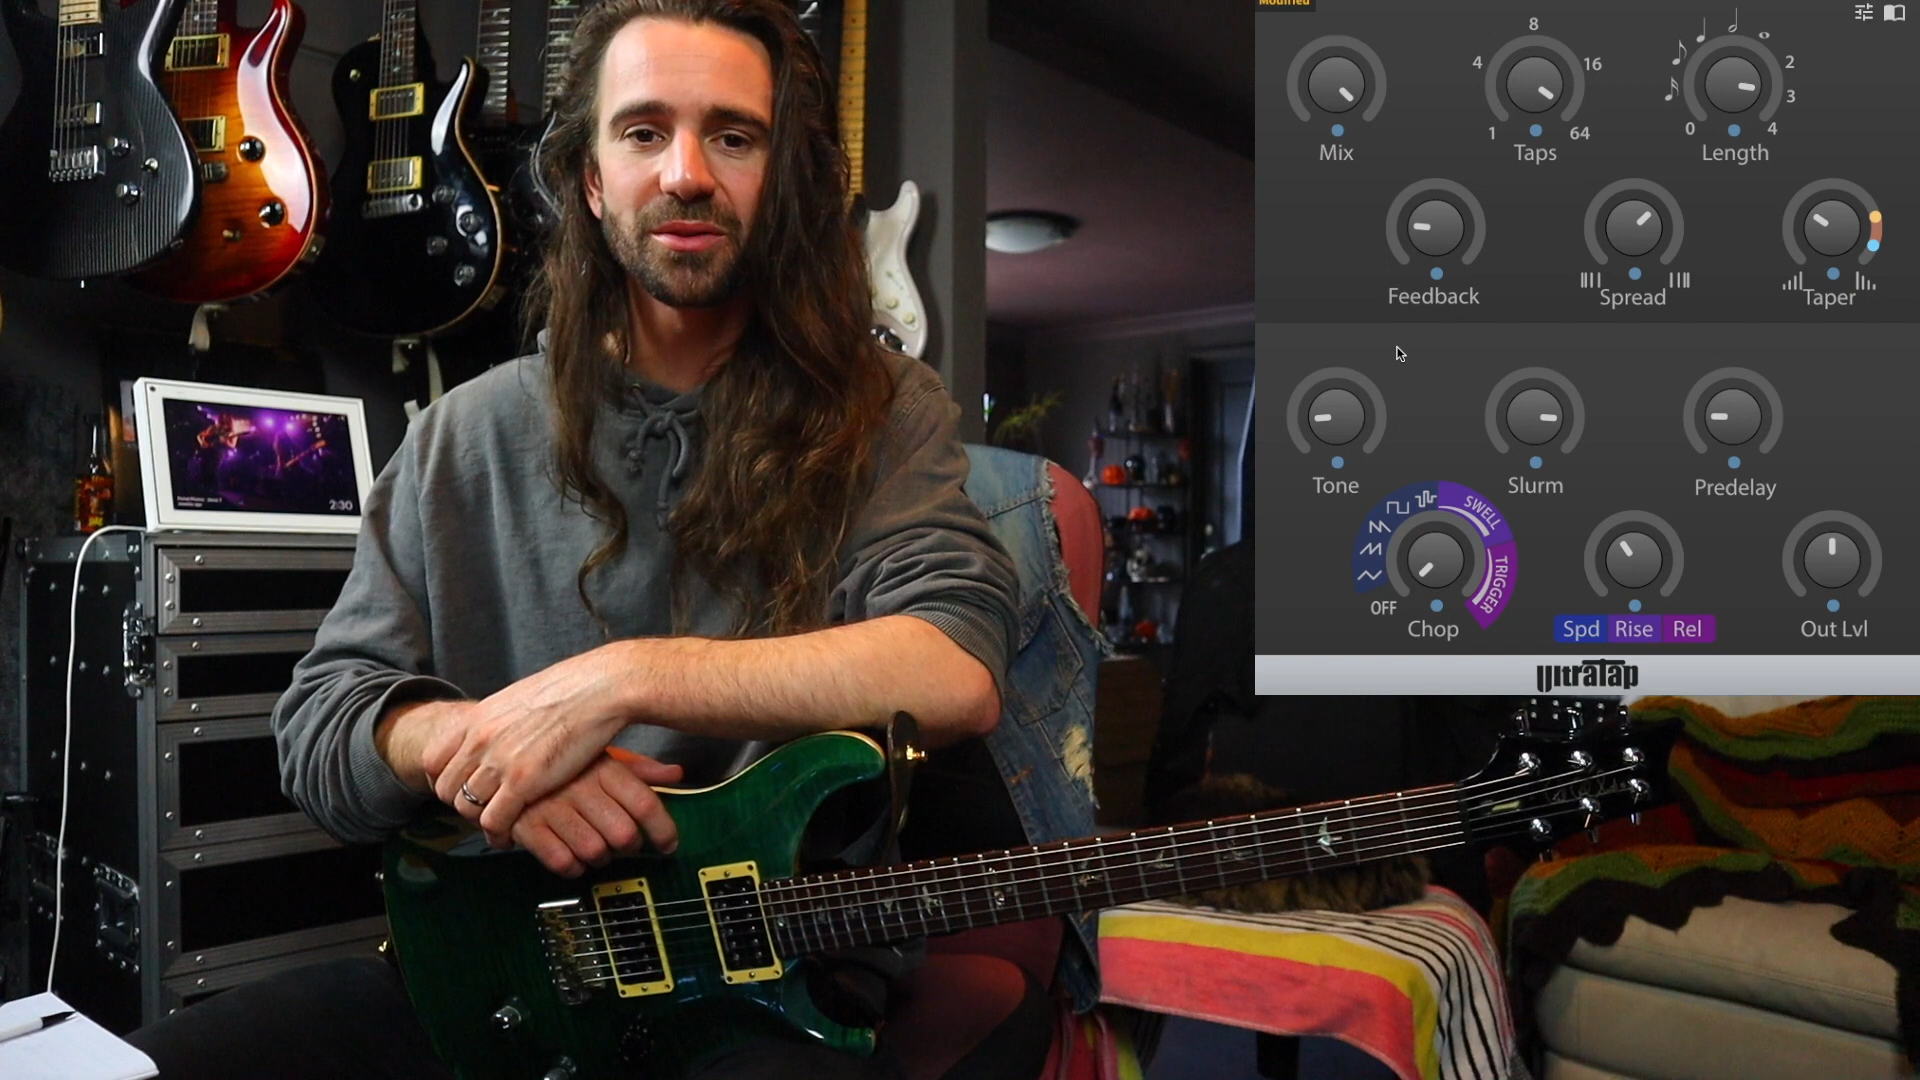 Modified
8
4
16
2
3
1
64
0
4
Mix
Taps
Length
Feedback
Spread
Taper
Tone
Slurm
Predelay
SWELL
TRIGGER
OFF
Chop
Spd Rise Rel
Out Lvl
ultratap
2:30